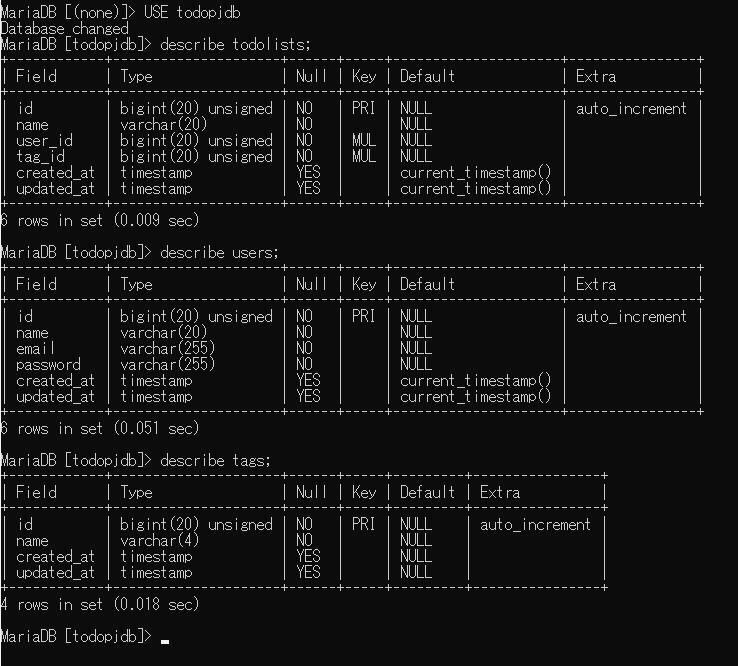 MariaDB [(none)]> USE todopjdb
Database changed
MariaDB [todopjdb]> describe todolists;
+------------+---------------------+------+-----+---------------------+----------------+
| Field      | Type                | Null | Key | Default             | Extra          |
+------------+---------------------+------+-----+---------------------+----------------+
| id         | bigint(20) unsigned | NO   | PRI | NULL                | auto_increment |
| name       | varchar(20)         | NO   |     | NULL                |                |
| user_id    | bigint(20) unsigned | NO   | MUL | NULL                |                |
| tag_id     | bigint(20) unsigned | NO   | MUL | NULL                |                |
| created_at | timestamp           | YES  |     | current_timestamp() |                |
| updated_at | timestamp           | YES  |     | current_timestamp() |                |
+------------+---------------------+------+-----+---------------------+----------------+
6 rows in set (0.009 sec)
MariaDB [todopjdb]> describe users;
+------------+---------------------+------+-----+---------------------+----------------+
| Field      | Type                | Null | Key | Default             | Extra          |
+------------+---------------------+------+-----+---------------------+----------------+
| id         | bigint(20) unsigned | NO   | PRI | NULL                | auto_increment |
| name       | varchar(20)         | NO   |     | NULL                |                |
| email      | varchar(255)        | NO   |     | NULL                |                |
| password   | varchar(255)        | NO   |     | NULL                |                |
| created_at | timestamp           | YES  |     | current_timestamp() |                |
| updated_at | timestamp           | YES  |     | current_timestamp() |                |
+------------+---------------------+------+-----+---------------------+----------------+
6 rows in set (0.051 sec)
MariaDB [todopjdb]> describe tags;
+------------+---------------------+------+-----+---------+----------------+
| Field      | Type                | Null | Key | Default | Extra          |
+------------+---------------------+------+-----+---------+----------------+
| id         | bigint(20) unsigned | NO   | PRI | NULL    | auto_increment |
| name       | varchar(4)          | NO   |     | NULL    |                |
| created_at | timestamp           | YES  |     | NULL    |                |
| updated_at | timestamp           | YES  |     | NULL    |                |
+------------+---------------------+------+-----+---------+----------------+
4 rows in set (0.018 sec)
MariaDB [todopjdb]> _